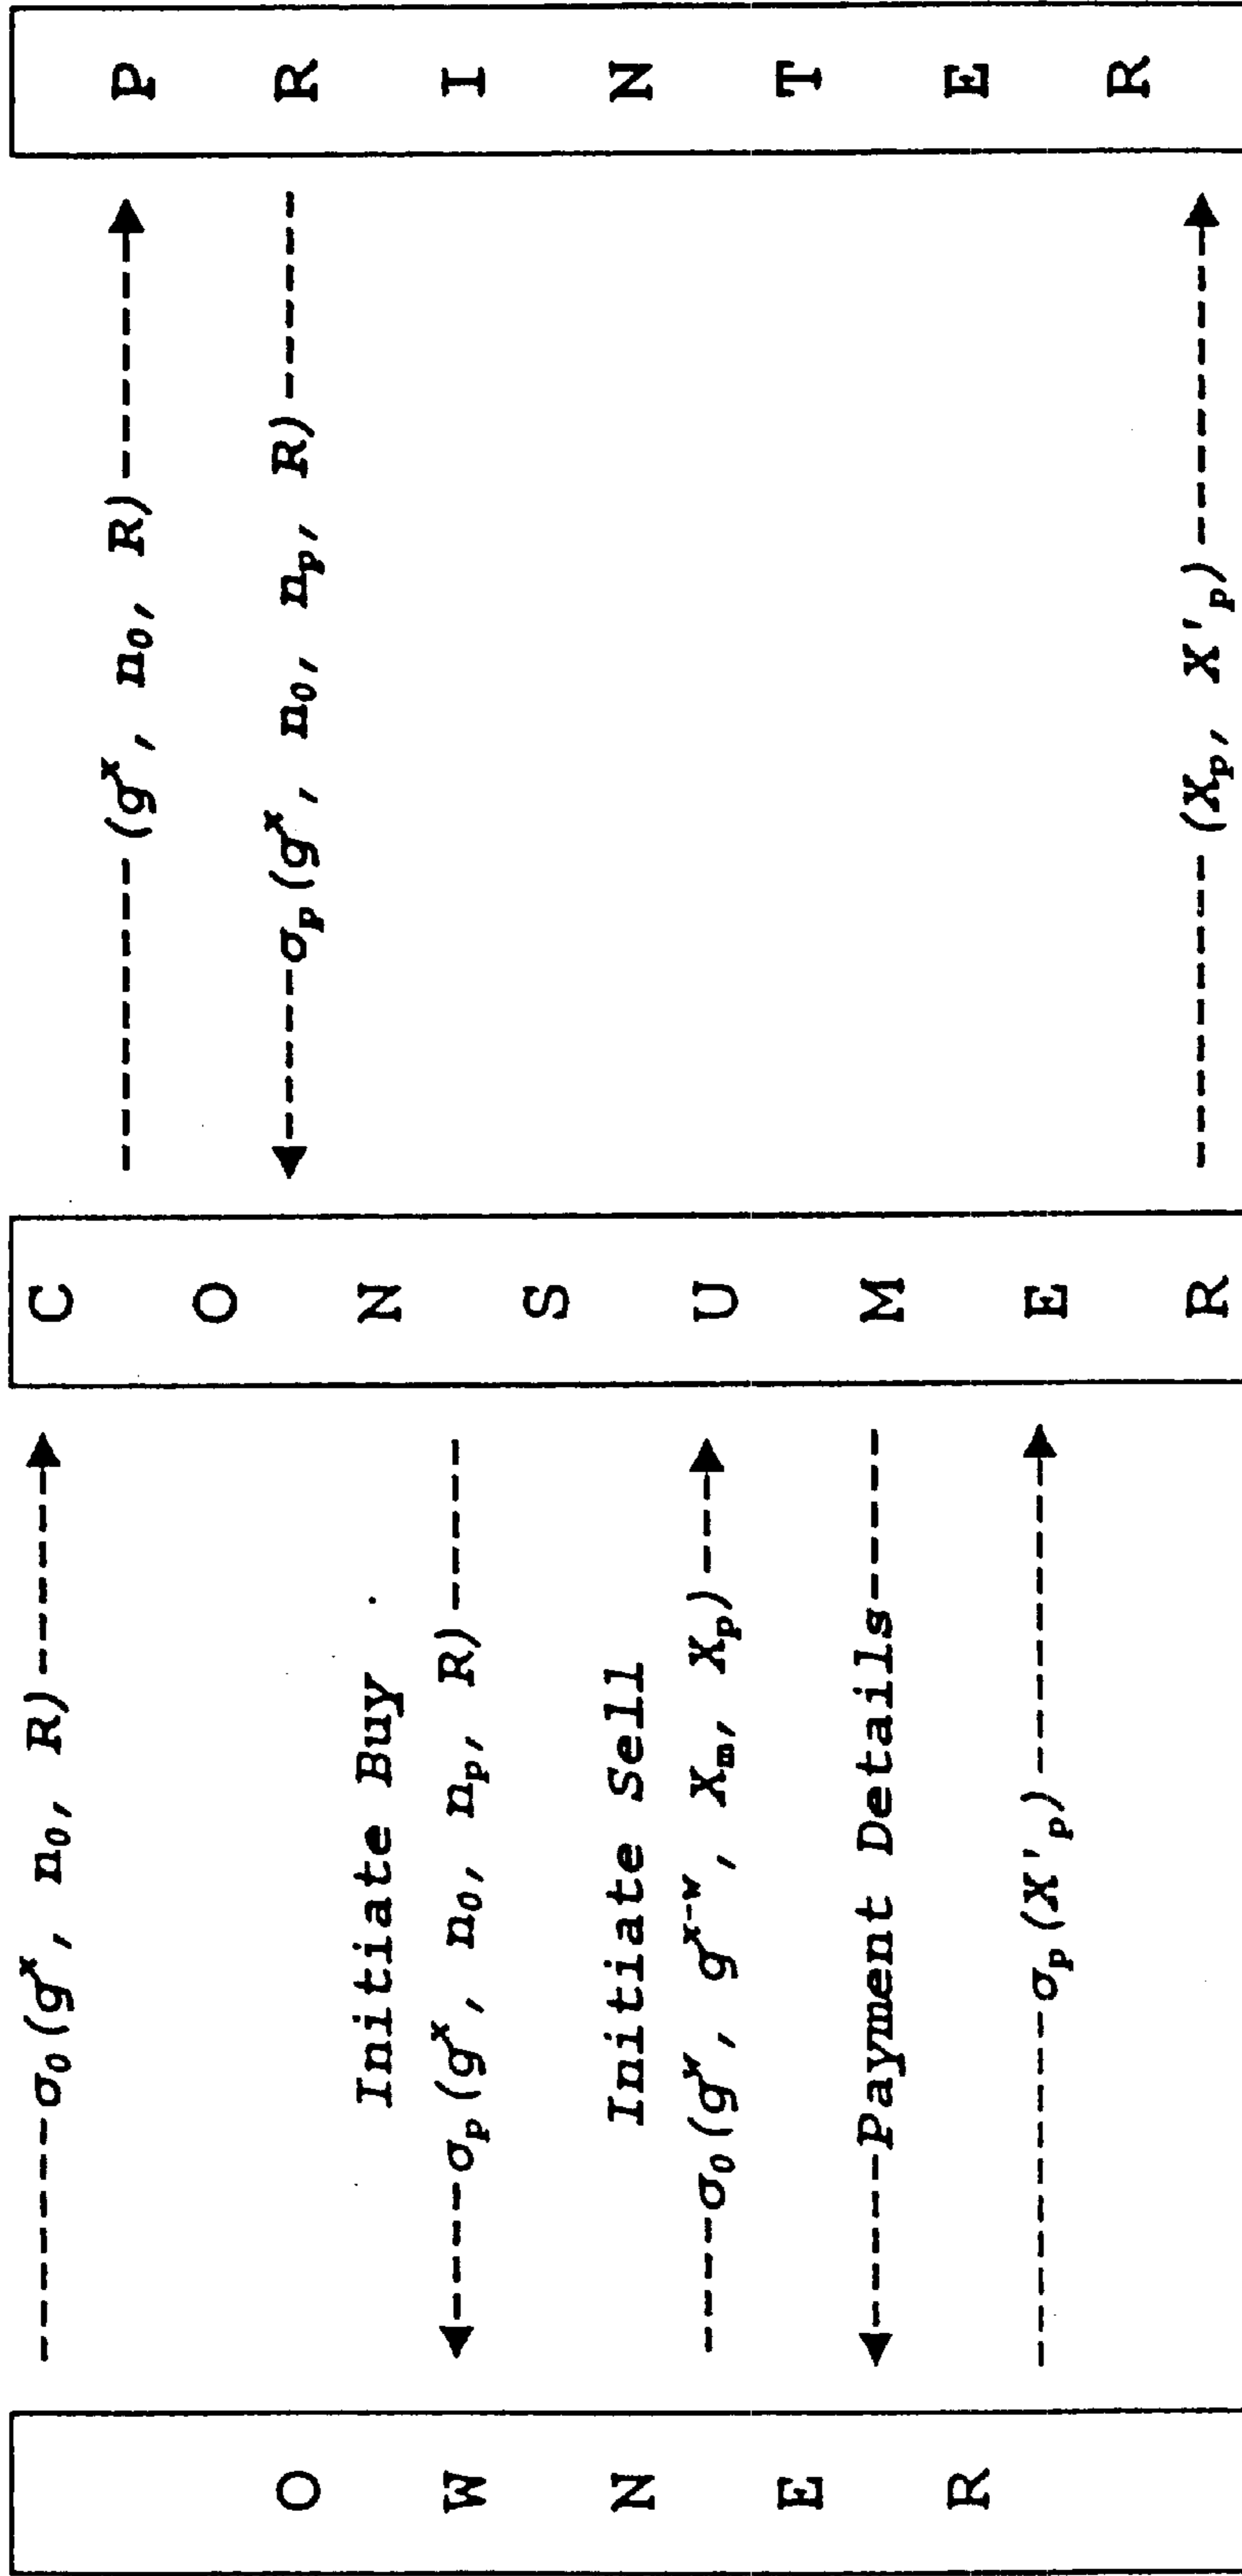 OWNER
CONSUMER
PRINTER
σ₀(gˣ, n₀, R)
(gˣ, n₀, R)
σₚ(gˣ, n₀, nₚ, R)
Initiate Buy
σₚ(gˣ, n₀, nₚ, R)
Initiate Sell
σ₀(gʷ, gˣ⁻ʷ, Xₘ, Xₚ)
Payment Details
σₚ(X'ₚ)
(Xₚ, X'ₚ)